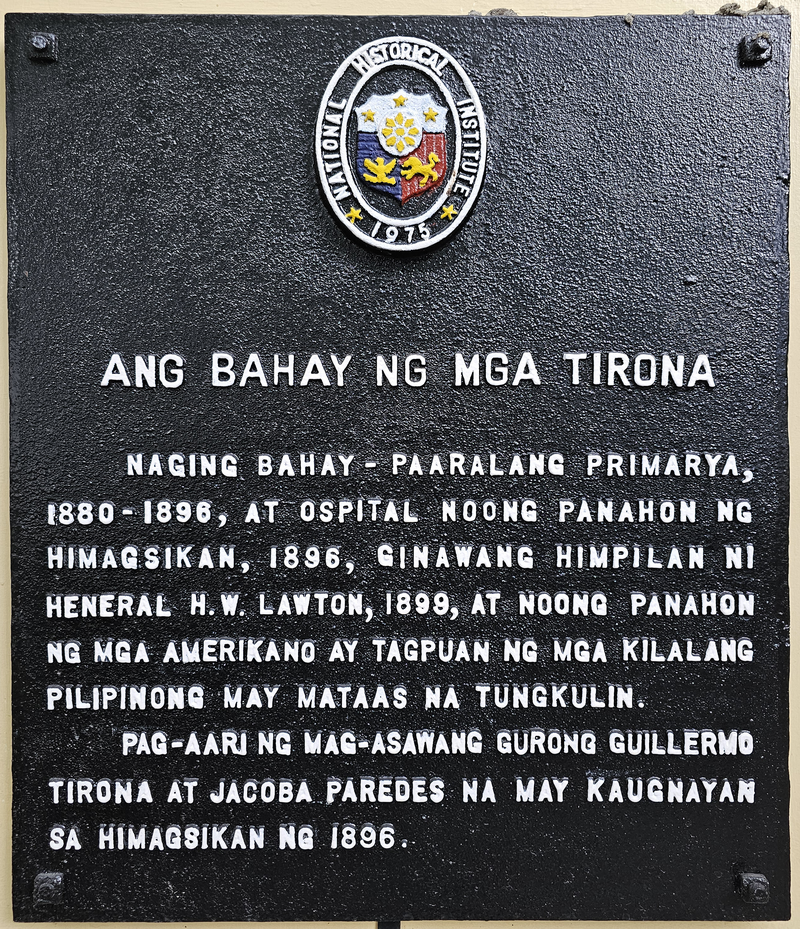 NATIONAL HISTORICAL INSTITUTE
1975
ANG BAHAY NG MGA TIRONA
NAGING BAHAY-PAARALANG PRIMARYA,
1880-1896, AT OSPITAL NOONG PANAHON NG
HIMAGSIKAN, 1896, GINAWANG HIMPILAN NI
HENERAL H.W. LAWTON, 1899, AT NOONG PANAHON
NG MGA AMERIKANO AY TAGPUAN NG MGA KILALANG
PILIPINONG MAY MATAAS NA TUNGKULIN.
PAG-AARI NG MAG-ASAWANG GURONG GUILLERMO
TIRONA AT JACOBA PAREDES NA MAY KAUGNAYAN
SA HIMAGSIKAN NG 1896.